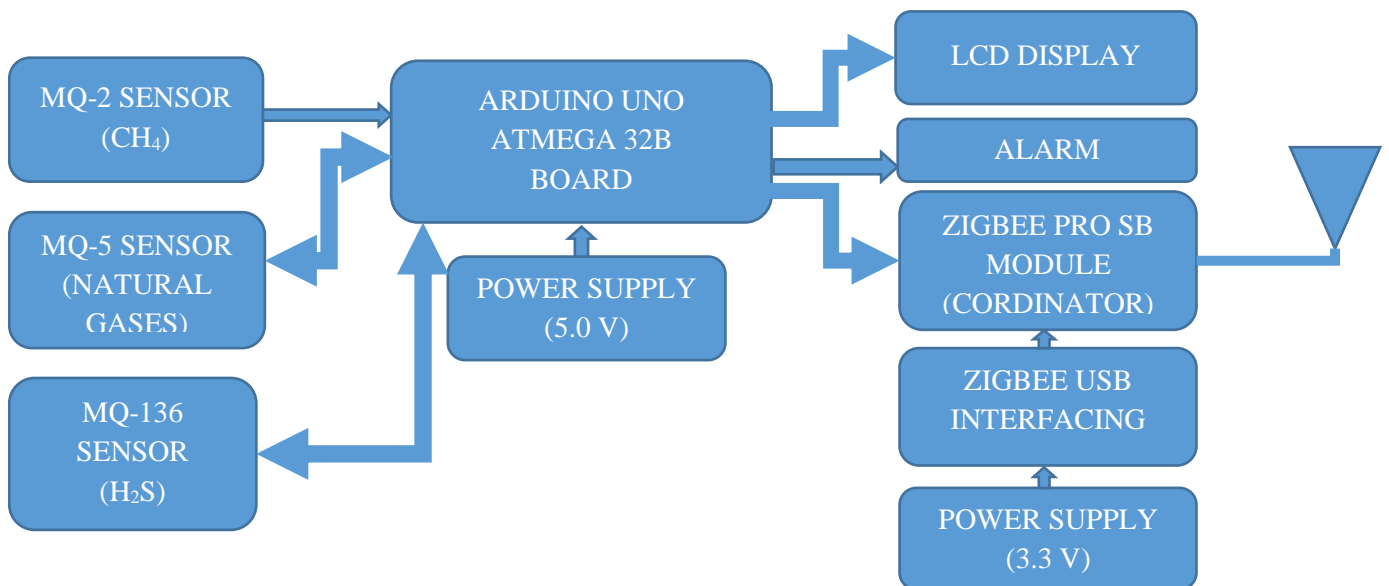 MQ-2 SENSOR
(CH₄)
MQ-5 SENSOR
(NATURAL
GASES)
MQ-136
SENSOR
(H₂S)
ARDUINO UNO
ATMEGA 32B
BOARD
POWER SUPPLY
(5.0 V)
LCD DISPLAY
ALARM
ZIGBEE PRO SB
MODULE
(CORDINATOR)
ZIGBEE USB
INTERFACING
POWER SUPPLY
(3.3 V)